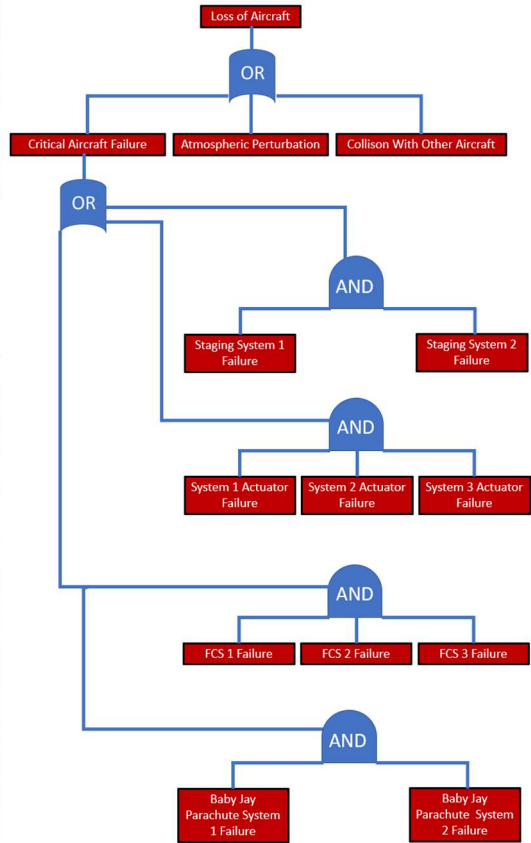 Loss of Aircraft
OR
Critical Aircraft Failure
Atmospheric Perturbation
Collison With Other Aircraft
OR
AND
Staging System 1
Failure
Staging System 2
Failure
AND
System 1 Actuator
Failure
System 2 Actuator
Failure
System 3 Actuator
Failure
AND
FCS 1 Failure
FCS 2 Failure
FCS 3 Failure
AND
Baby Jay
Parachute System
1 Failure
Baby Jay
Parachute System
2 Failure